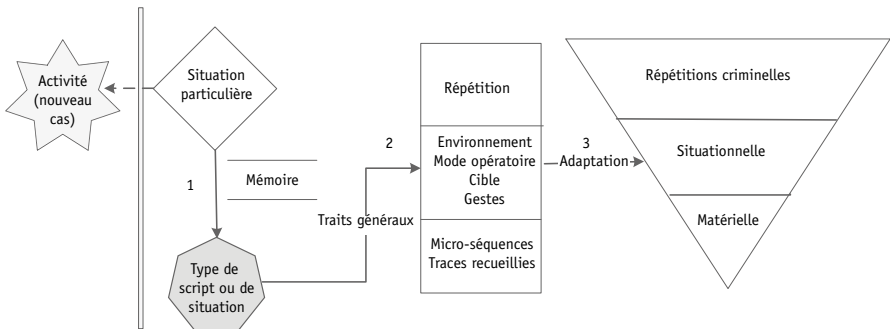 Activité
(nouveau
cas)
Situation
particulière
1
Mémoire
Type de
script ou de
situation
Traits généraux
2
Répétition
Environnement
Mode opératoire
Cible
Gestes
Micro-séquences
Traces recueillies
3
Adaptation
Répétitions criminelles
Situationnelle
Matérielle